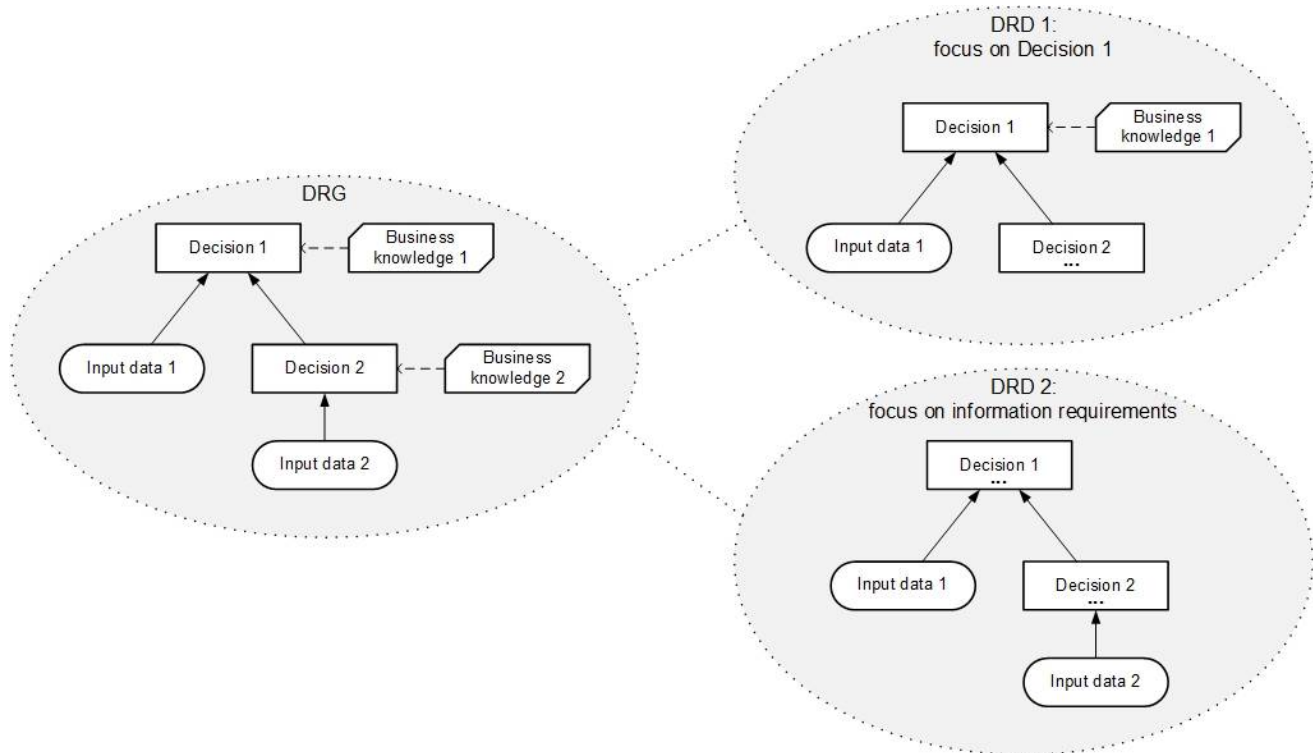 DRG
Decision 1
Business
knowledge 1
Input data 1
Decision 2
Business
knowledge 2
Input data 2
DRD 1:
focus on Decision 1
Decision 1
Business
knowledge 1
Input data 1
Decision 2
...
DRD 2:
focus on information requirements
Decision 1
...
Input data 1
Decision 2
...
Input data 2